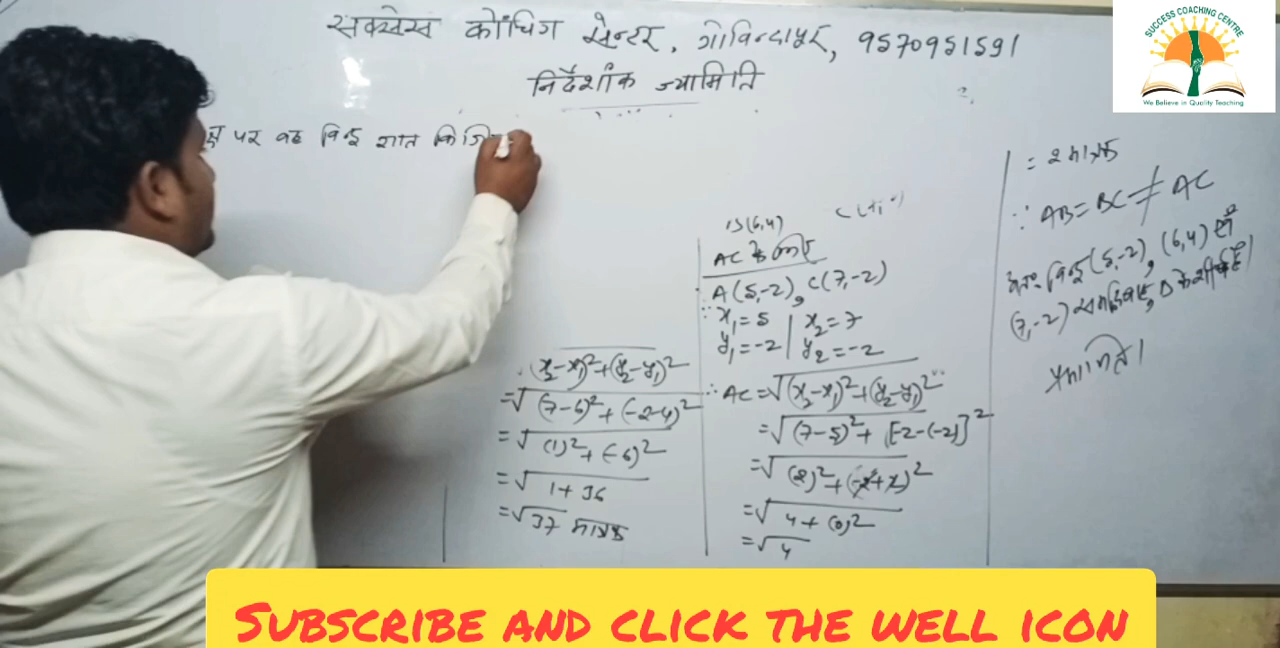 सक्सेस कोचिंग सेन्टर, गोविन्दापुर, 9570951591
निर्देशांक ज्यामिति
SUCCESS COACHING CENTRE
We Believe in Quality Teaching
पर वह बिन्दु ज्ञात किजि
(x₂-x₁)²+(y₂-y₁)²
=√(7-6)²+(-2-4)²
=√(1)²+(-6)²
=√1+36
=√37 मात्रक
B(6,4)
AC के लिए
A(5,-2), C(7,-2)
∵ x₁=5 | x₂=7
y₁=-2 | y₂=-2
∴ AC=√(x₂-x₁)²+(y₂-y₁)²
=√(7-5)²+[-2-(-2)]²
=√(2)²+(-2+2)²
=√4+(0)²
=√4
=2 मात्रक
∵ AB=BC≠AC
अतः बिन्दु (5,-2), (6,4) और
(7,-2) समद्विबाहु Δ के शीर्ष है।
SUBSCRIBE AND CLICK THE WELL ICON